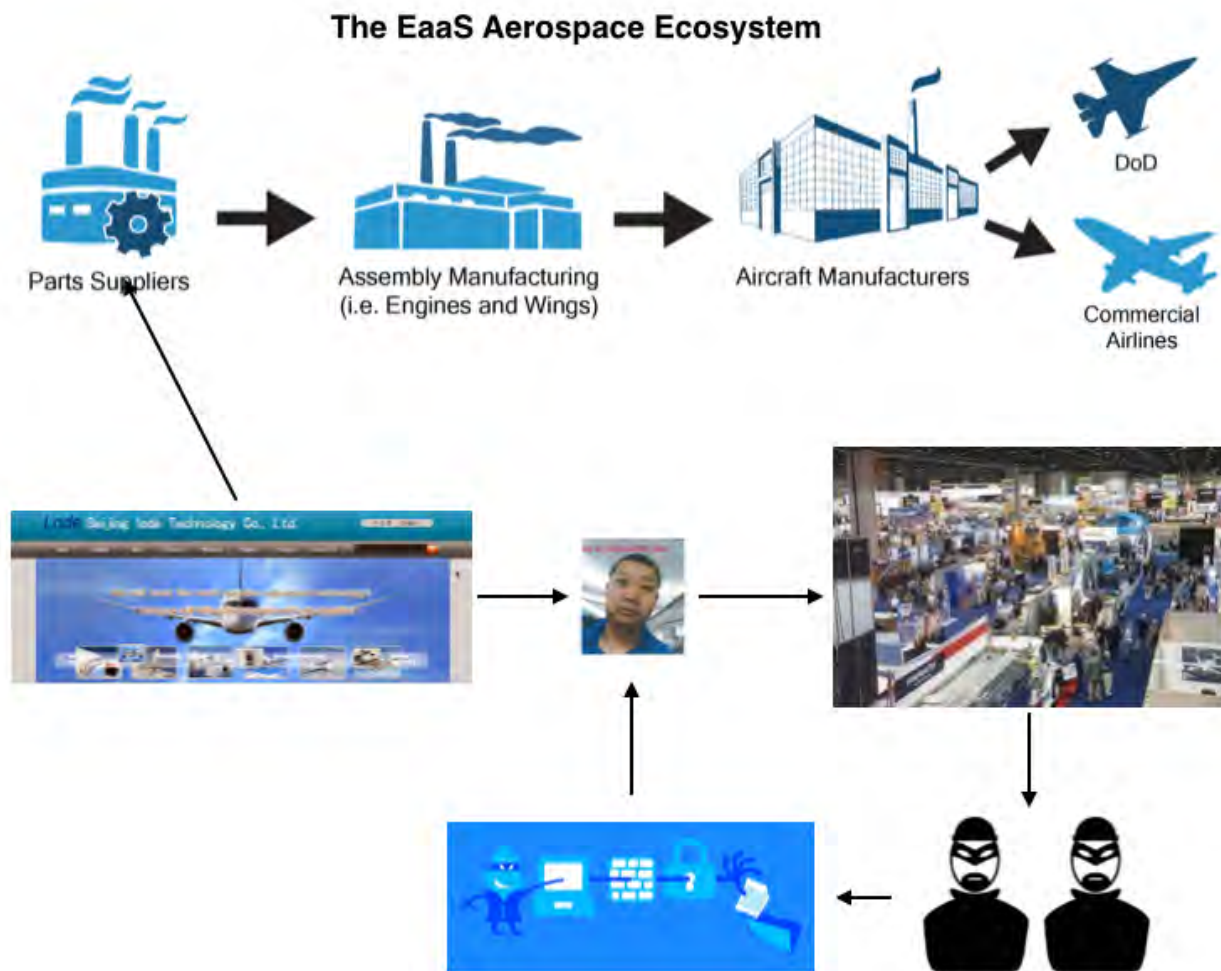 The EaaS Aerospace Ecosystem
DoD
Parts Suppliers
Assembly Manufacturing
(i.e. Engines and Wings)
Aircraft Manufacturers
Commercial
Airlines
Lode Beijing lode Technology Co., Ltd
?